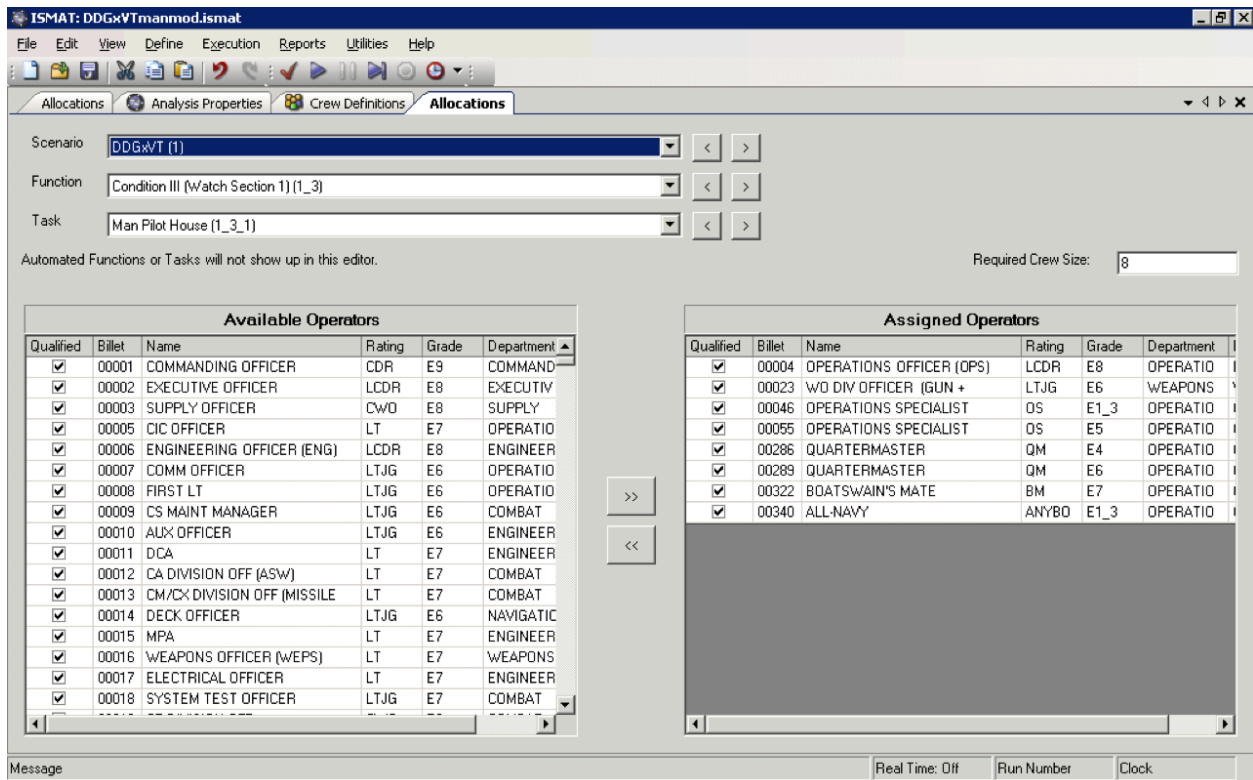 ISMAT: DDGxVTmanmod.ismat
File Edit View Define Execution Reports Utilities Help
Allocations Analysis Properties Crew Definitions Allocations
Scenario DDGxVT (1) < >
Function Condition III (Watch Section 1) (1_3) < >
Task Man Pilot House (1_3_1) < >
Automated Functions or Tasks will not show up in this editor. Required Crew Size: 8
Available Operators
Qualified Billet Name Rating Grade Department
00001 COMMANDING OFFICER CDR E9 COMMAND
00002 EXECUTIVE OFFICER LCDR E8 EXECUTIV
00003 SUPPLY OFFICER CWO E8 SUPPLY
00005 CIC OFFICER LT E7 OPERATIO
00006 ENGINEERING OFFICER (ENG) LCDR E8 ENGINEER
00007 COMM OFFICER LTJG E6 OPERATIO
00008 FIRST LT LTJG E6 OPERATIO
00009 CS MAINT MANAGER LTJG E6 COMBAT
00010 AUX OFFICER LTJG E6 ENGINEER
00011 DCA LT E7 ENGINEER
00012 CA DIVISION OFF (ASW) LT E7 COMBAT
00013 CM/CX DIVISION OFF (MISSILE LT E7 COMBAT
00014 DECK OFFICER LTJG E6 NAVIGATIO
00015 MPA LT E7 ENGINEER
00016 WEAPONS OFFICER (WEPS) LT E7 WEAPONS
00017 ELECTRICAL OFFICER LT E7 ENGINEER
00018 SYSTEM TEST OFFICER LTJG E6 COMBAT
>>
<<
Assigned Operators
Qualified Billet Name Rating Grade Department
00004 OPERATIONS OFFICER (OPS) LCDR E8 OPERATIO
00023 WO DIV OFFICER (GUN + LTJG E6 WEAPONS
00046 OPERATIONS SPECIALIST OS E1_3 OPERATIO
00055 OPERATIONS SPECIALIST OS E5 OPERATIO
00286 QUARTERMASTER QM E4 OPERATIO
00289 QUARTERMASTER QM E6 OPERATIO
00322 BOATSWAIN'S MATE BM E7 OPERATIO
00340 ALL-NAVY ANYBO E1_3 OPERATIO
Message Real Time: Off Run Number Clock